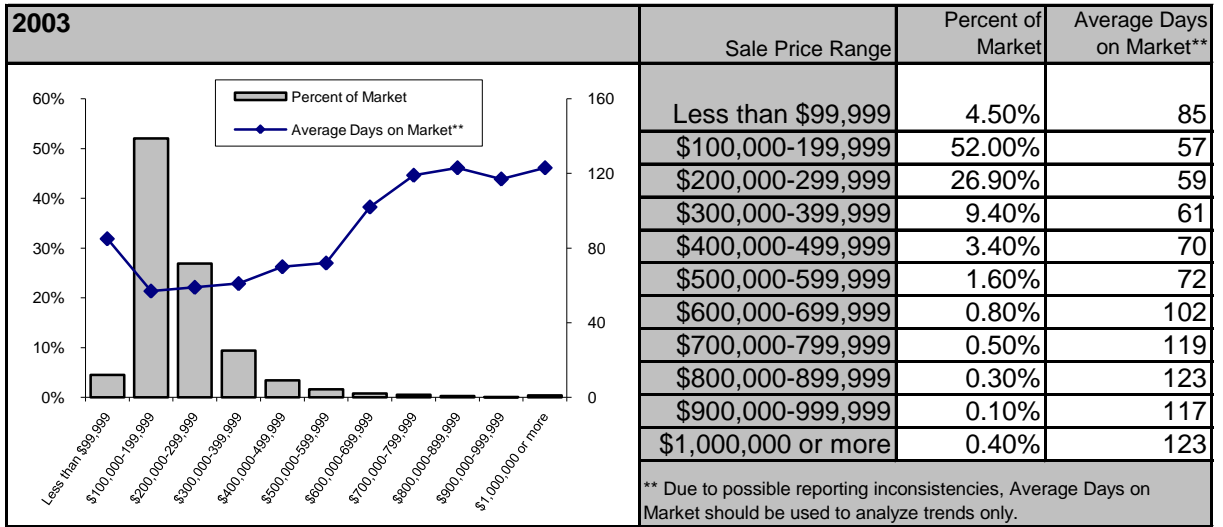 2003
Sale Price Range
Percent of Market
Average Days on Market**
Percent of Market
Average Days on Market**
60%
50%
40%
30%
20%
10%
0%
160
120
80
40
0
Less than $99,999
$100,000-199,999
$200,000-299,999
$300,000-399,999
$400,000-499,999
$500,000-599,999
$600,000-699,999
$700,000-799,999
$800,000-899,999
$900,000-999,999
$1,000,000 or more
Less than $99,999 4.50% 85
$100,000-199,999 52.00% 57
$200,000-299,999 26.90% 59
$300,000-399,999 9.40% 61
$400,000-499,999 3.40% 70
$500,000-599,999 1.60% 72
$600,000-699,999 0.80% 102
$700,000-799,999 0.50% 119
$800,000-899,999 0.30% 123
$900,000-999,999 0.10% 117
$1,000,000 or more 0.40% 123
** Due to possible reporting inconsistencies, Average Days on
Market should be used to analyze trends only.